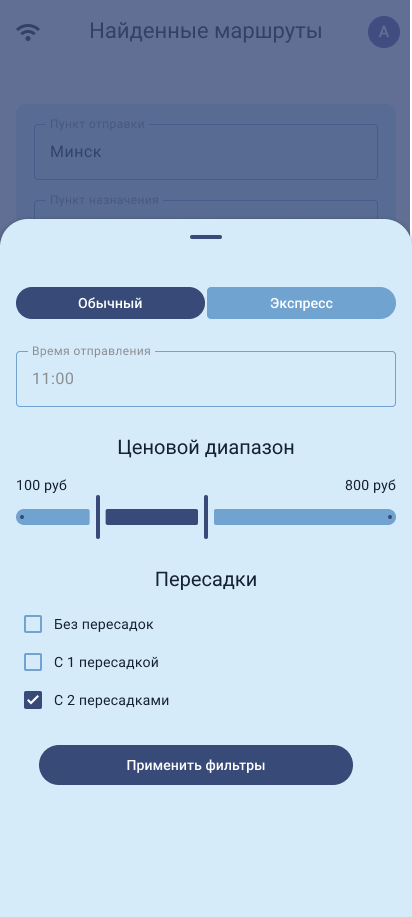 Найденные маршруты
А
Пункт отправки
Минск
Пункт назначения
Обычный
Экспресс
Время отправления
11:00
Ценовой диапазон
100 руб
800 руб
Пересадки
Без пересадок
С 1 пересадкой
С 2 пересадками
Применить фильтры